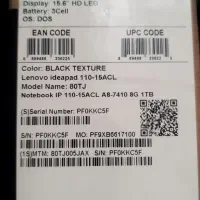 Display: 15.6" HD LED
Battery: 3Cell
OS: DOS
EAN CODE
UPC CODE
Color: BLACK TEXTURE
Lenovo ideapad 110-15ACL
Model Name: 80TJ
Notebook IP 110-15ACL A8-7410 8G 1TB
(S)Serial Number: PF0KKC5F
S/N: PF0KKC5F MO: PF9XB6617100
(1S)MTM: 80TJ005JAX S/N: PF0KKC5F